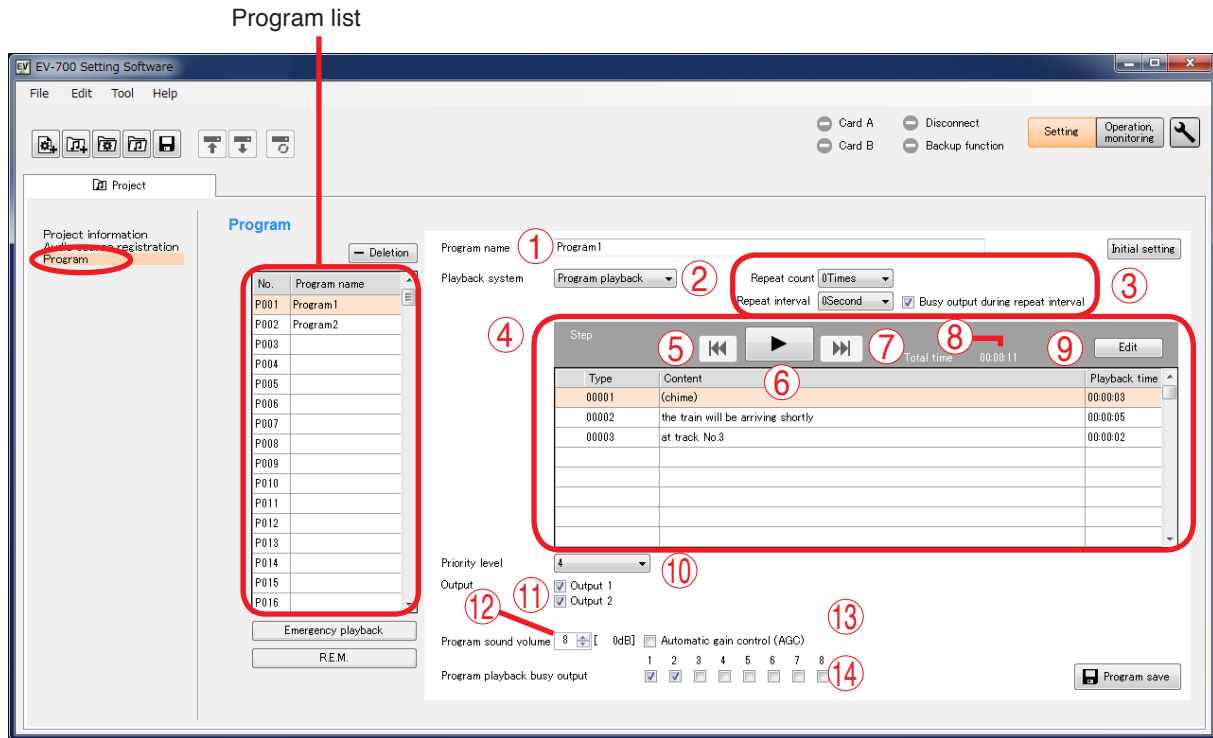 Program list
EV EV-700 Setting Software
File Edit Tool Help
Card A Disconnect
Setting Operation, monitoring
Card B Backup function
Project
Project information
Audio source registration
Program
Program
Deletion
No. Program name
P001 Program1
P002 Program2
P003
P004
P005
P006
P007
P008
P009
P010
P011
P012
P013
P014
P015
P016
Emergency playback
R.E.M.
Program name 1 Program1 Initial setting
Playback system Program playback 2 Repeat count 0Times 3
Repeat interval 0Second Busy output during repeat interval
4 Step 5 6 7 Total time 8 00:00:11 9 Edit
Type Content Playback time
00001 (chime) 00:00:03
00002 the train will be arriving shortly 00:00:05
00003 at track No.3 00:00:02
Priority level 4 10
Output 11 Output 1
Output 2
12 13
Program sound volume 8 [ 0dB] Automatic gain control (AGC)
1 2 3 4 5 6 7 8
Program playback busy output 14
Program save